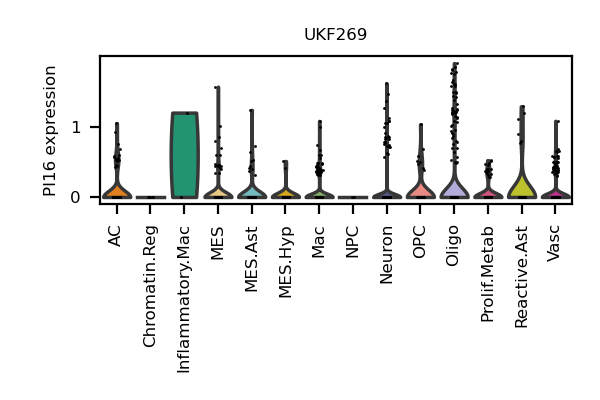 UKF269
PI16 expression
1
0
AC
Chromatin.Reg
Inflammatory.Mac
MES
MES.Ast
MES.Hyp
Mac
NPC
Neuron
OPC
Oligo
Prolif.Metab
Reactive.Ast
Vasc